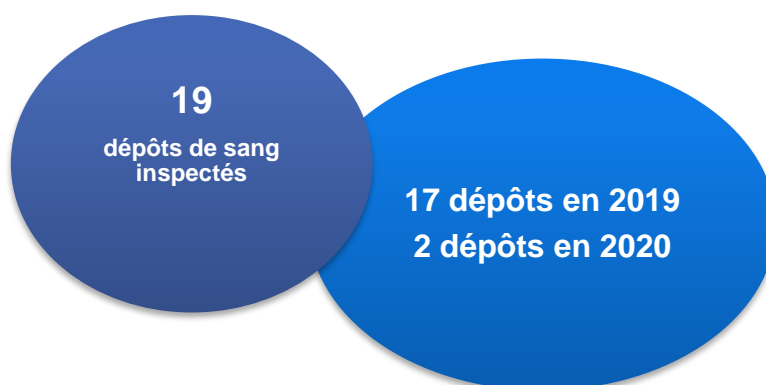 19
dépôts de sang
inspectés
17 dépôts en 2019
2 dépôts en 2020